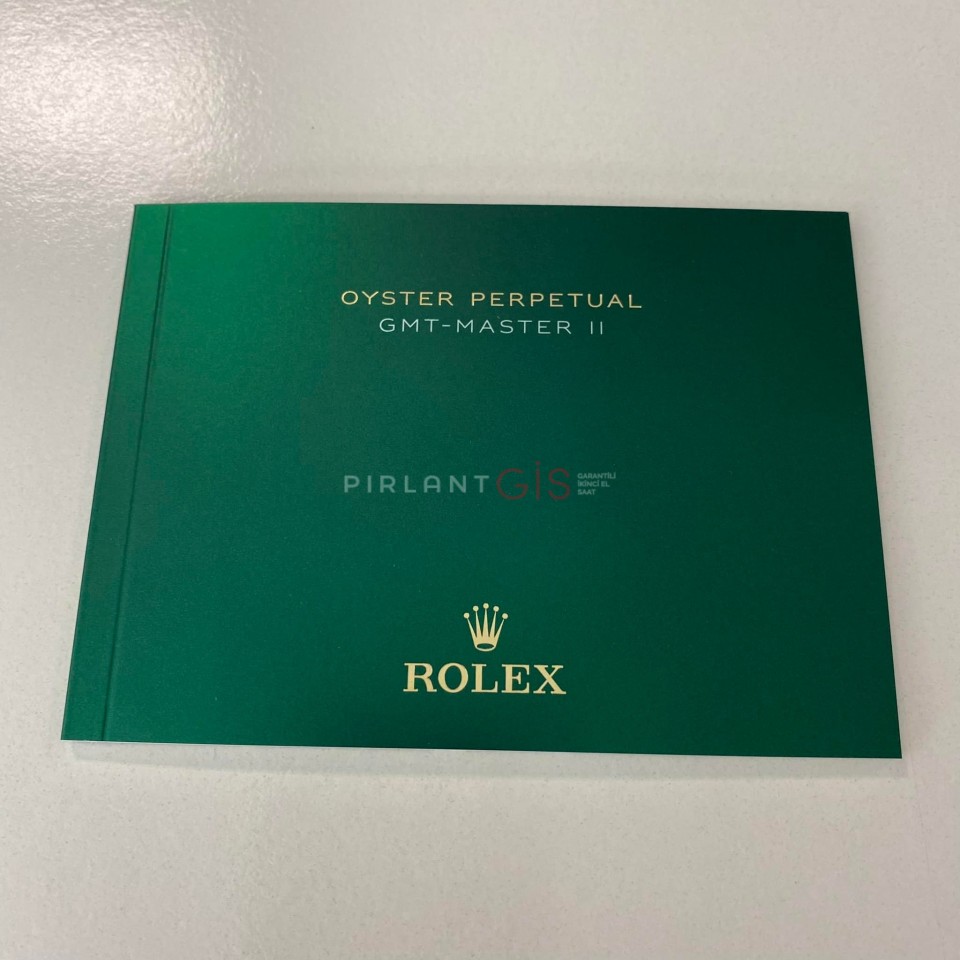 OYSTER PERPETUAL
GMT-MASTER II
PIRLANTGİS GARANTİLİ
İKİNCİ EL
SAAT
ROLEX